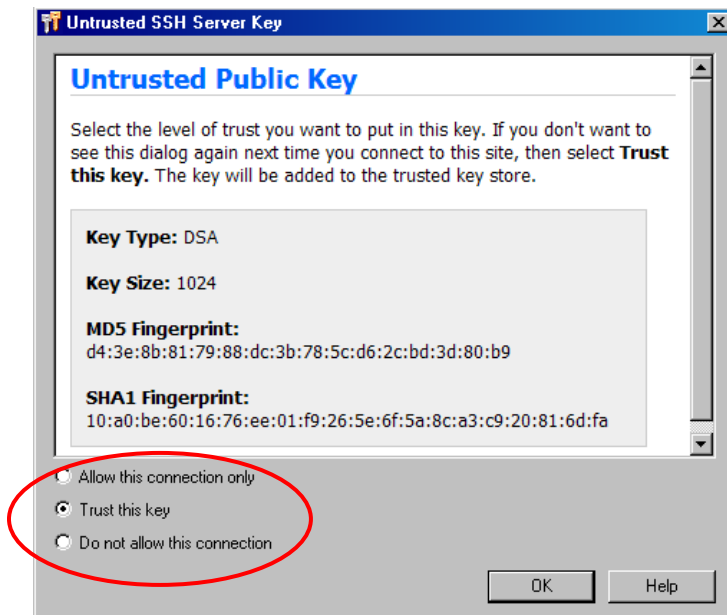 Untrusted SSH Server Key
Untrusted Public Key
Select the level of trust you want to put in this key. If you don't want to
see this dialog again next time you connect to this site, then select Trust
this key. The key will be added to the trusted key store.
Key Type: DSA
Key Size: 1024
MD5 Fingerprint:
d4:3e:8b:81:79:88:dc:3b:78:5c:d6:2c:bd:3d:80:b9
SHA1 Fingerprint:
10:a0:be:60:16:76:ee:01:f9:26:5e:6f:5a:8c:a3:c9:20:81:6d:fa
Allow this connection only
Trust this key
Do not allow this connection
OK Help